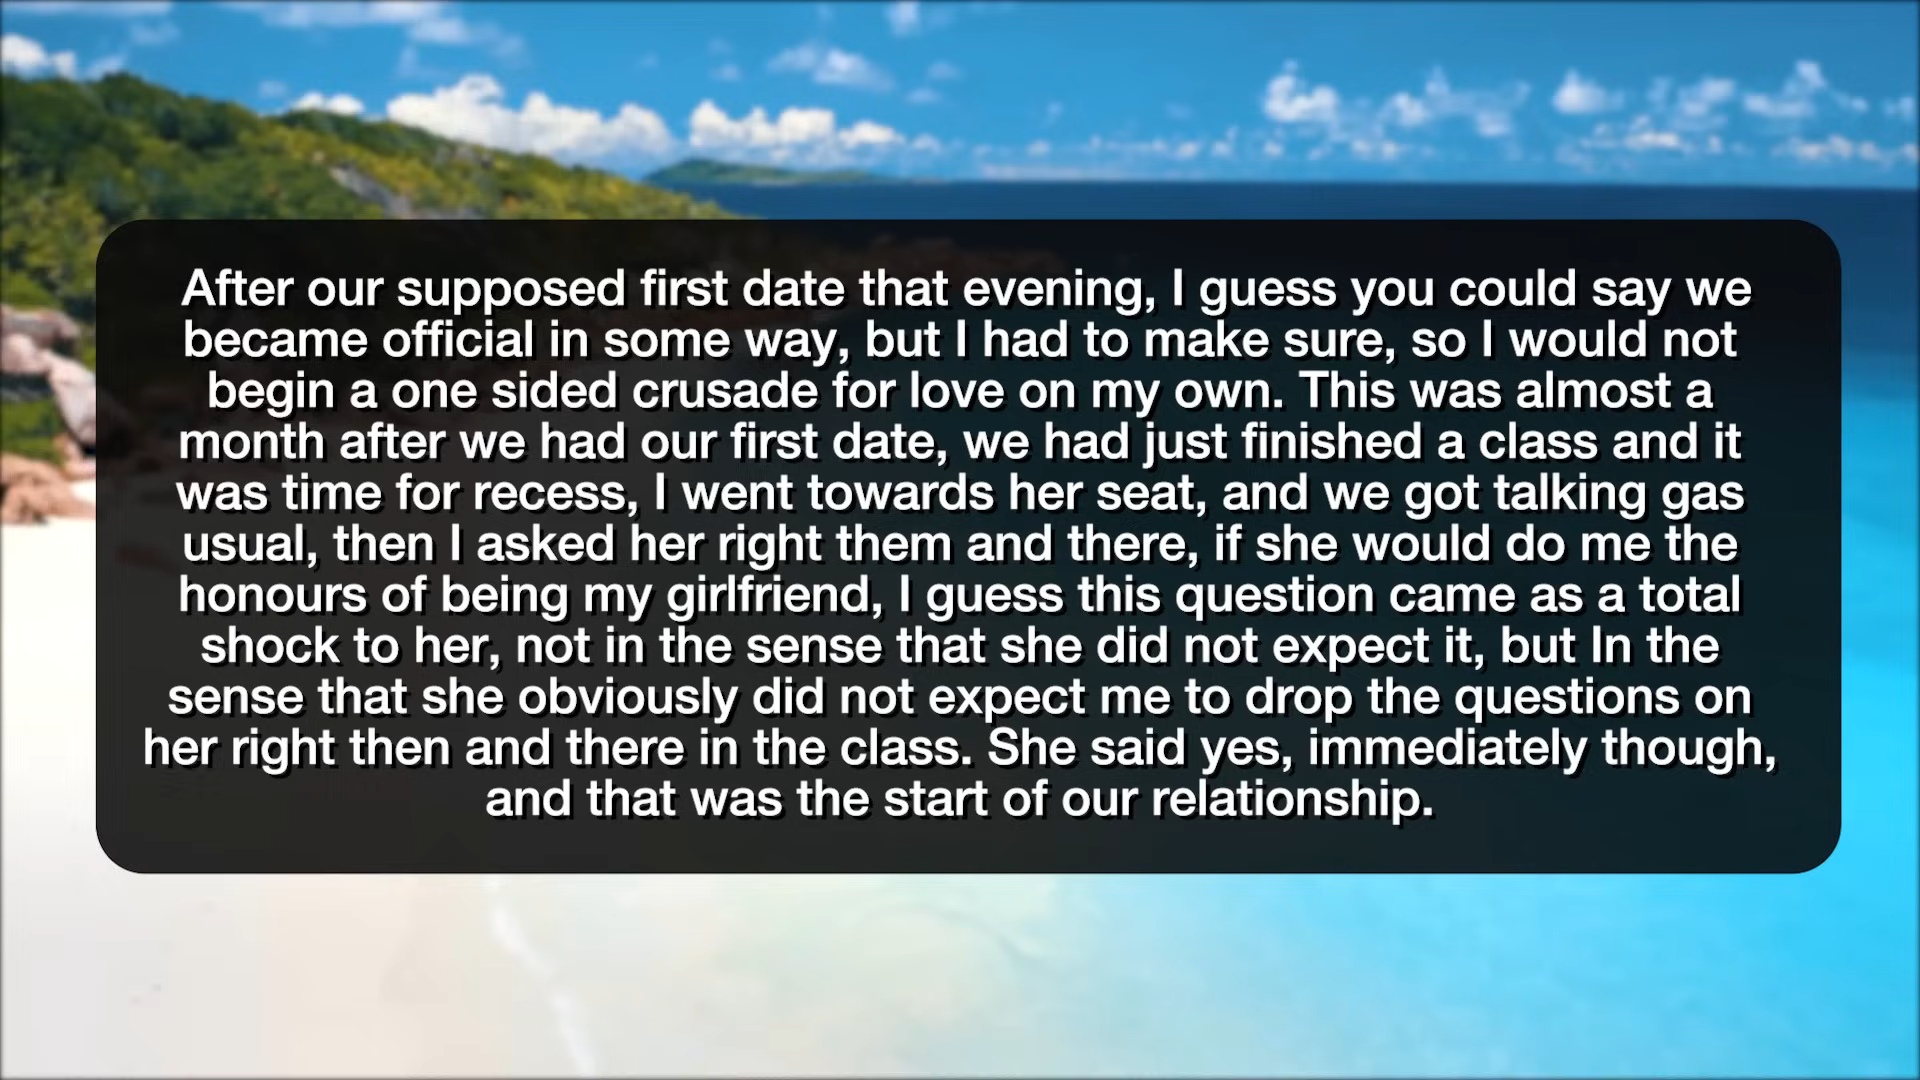 After our supposed first date that evening, I guess you could say we
became official in some way, but I had to make sure, so I would not
begin a one sided crusade for love on my own. This was almost a
month after we had our first date, we had just finished a class and it
was time for recess, I went towards her seat, and we got talking gas
usual, then I asked her right them and there, if she would do me the
honours of being my girlfriend, I guess this question came as a total
shock to her, not in the sense that she did not expect it, but In the
sense that she obviously did not expect me to drop the questions on
her right then and there in the class. She said yes, immediately though,
and that was the start of our relationship.